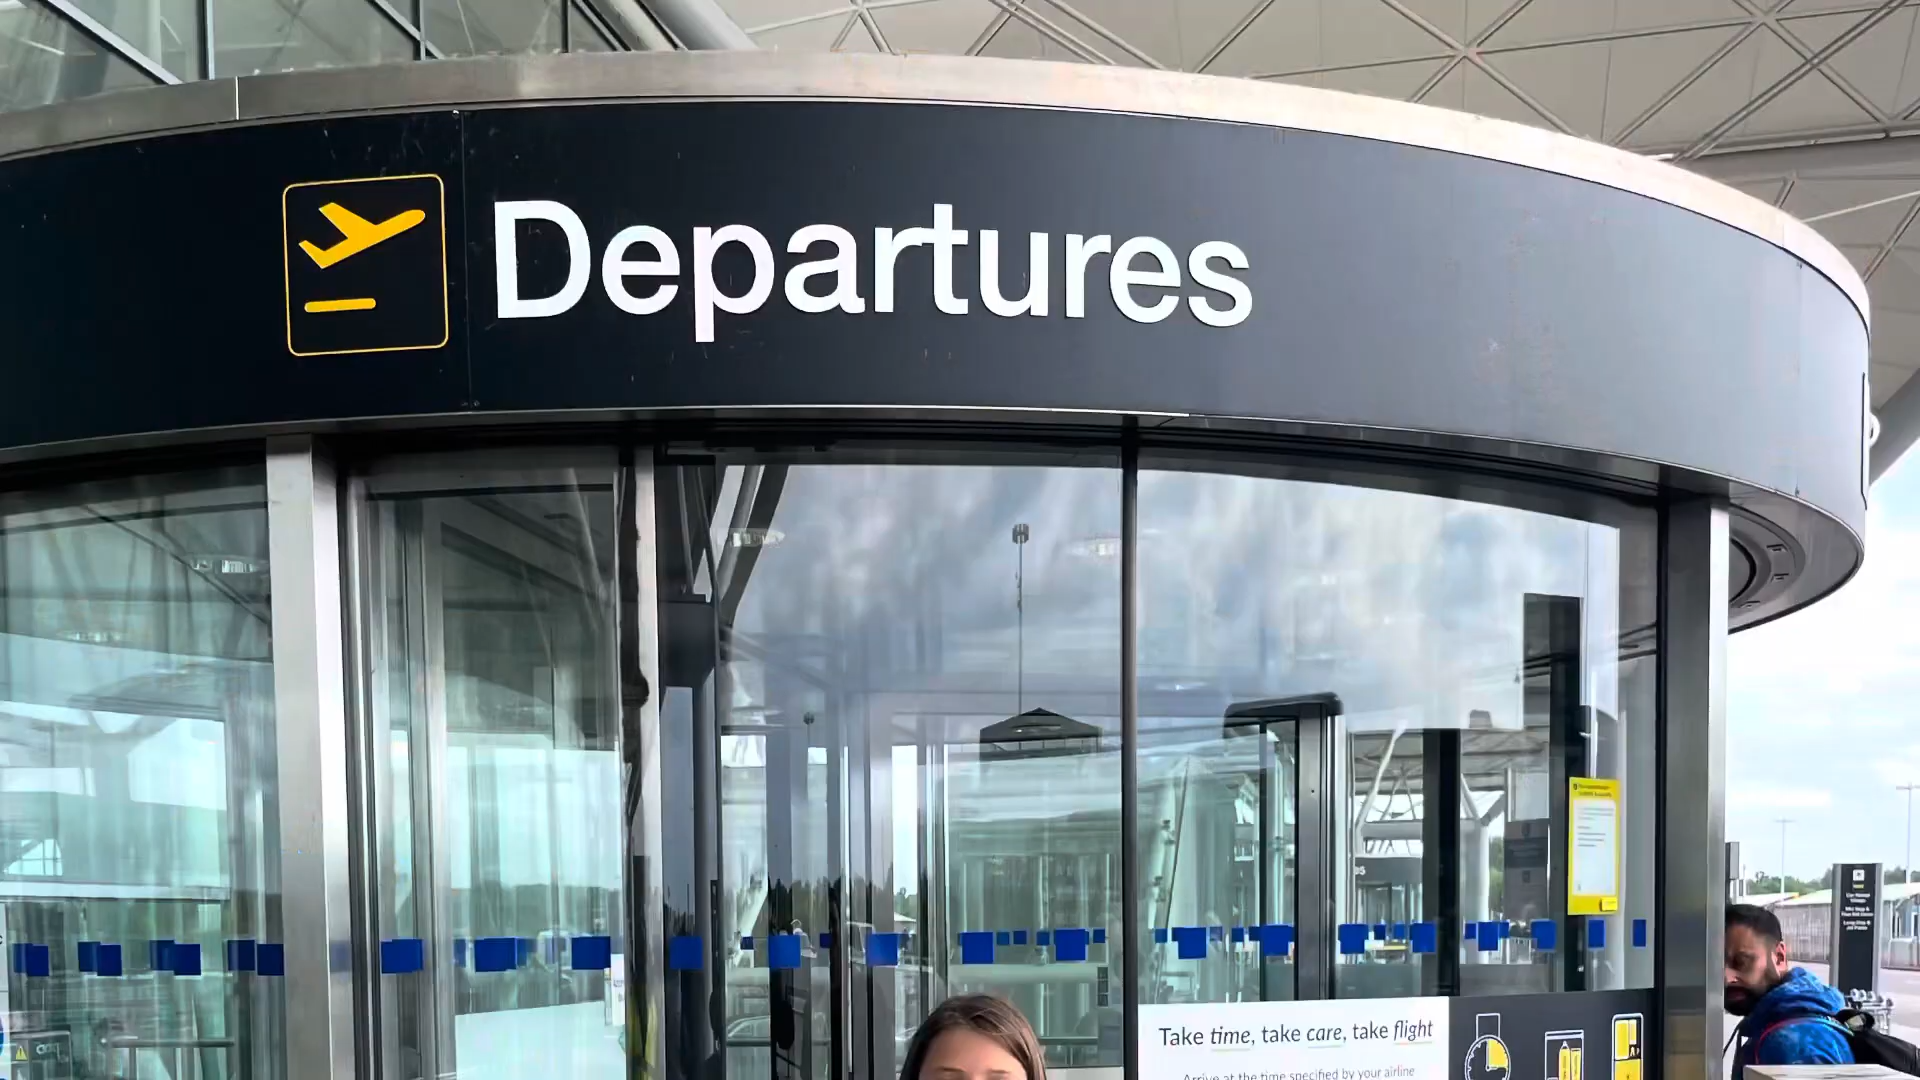 Departures
Take time, take care, take flight
Arrive at the time specified by your airline